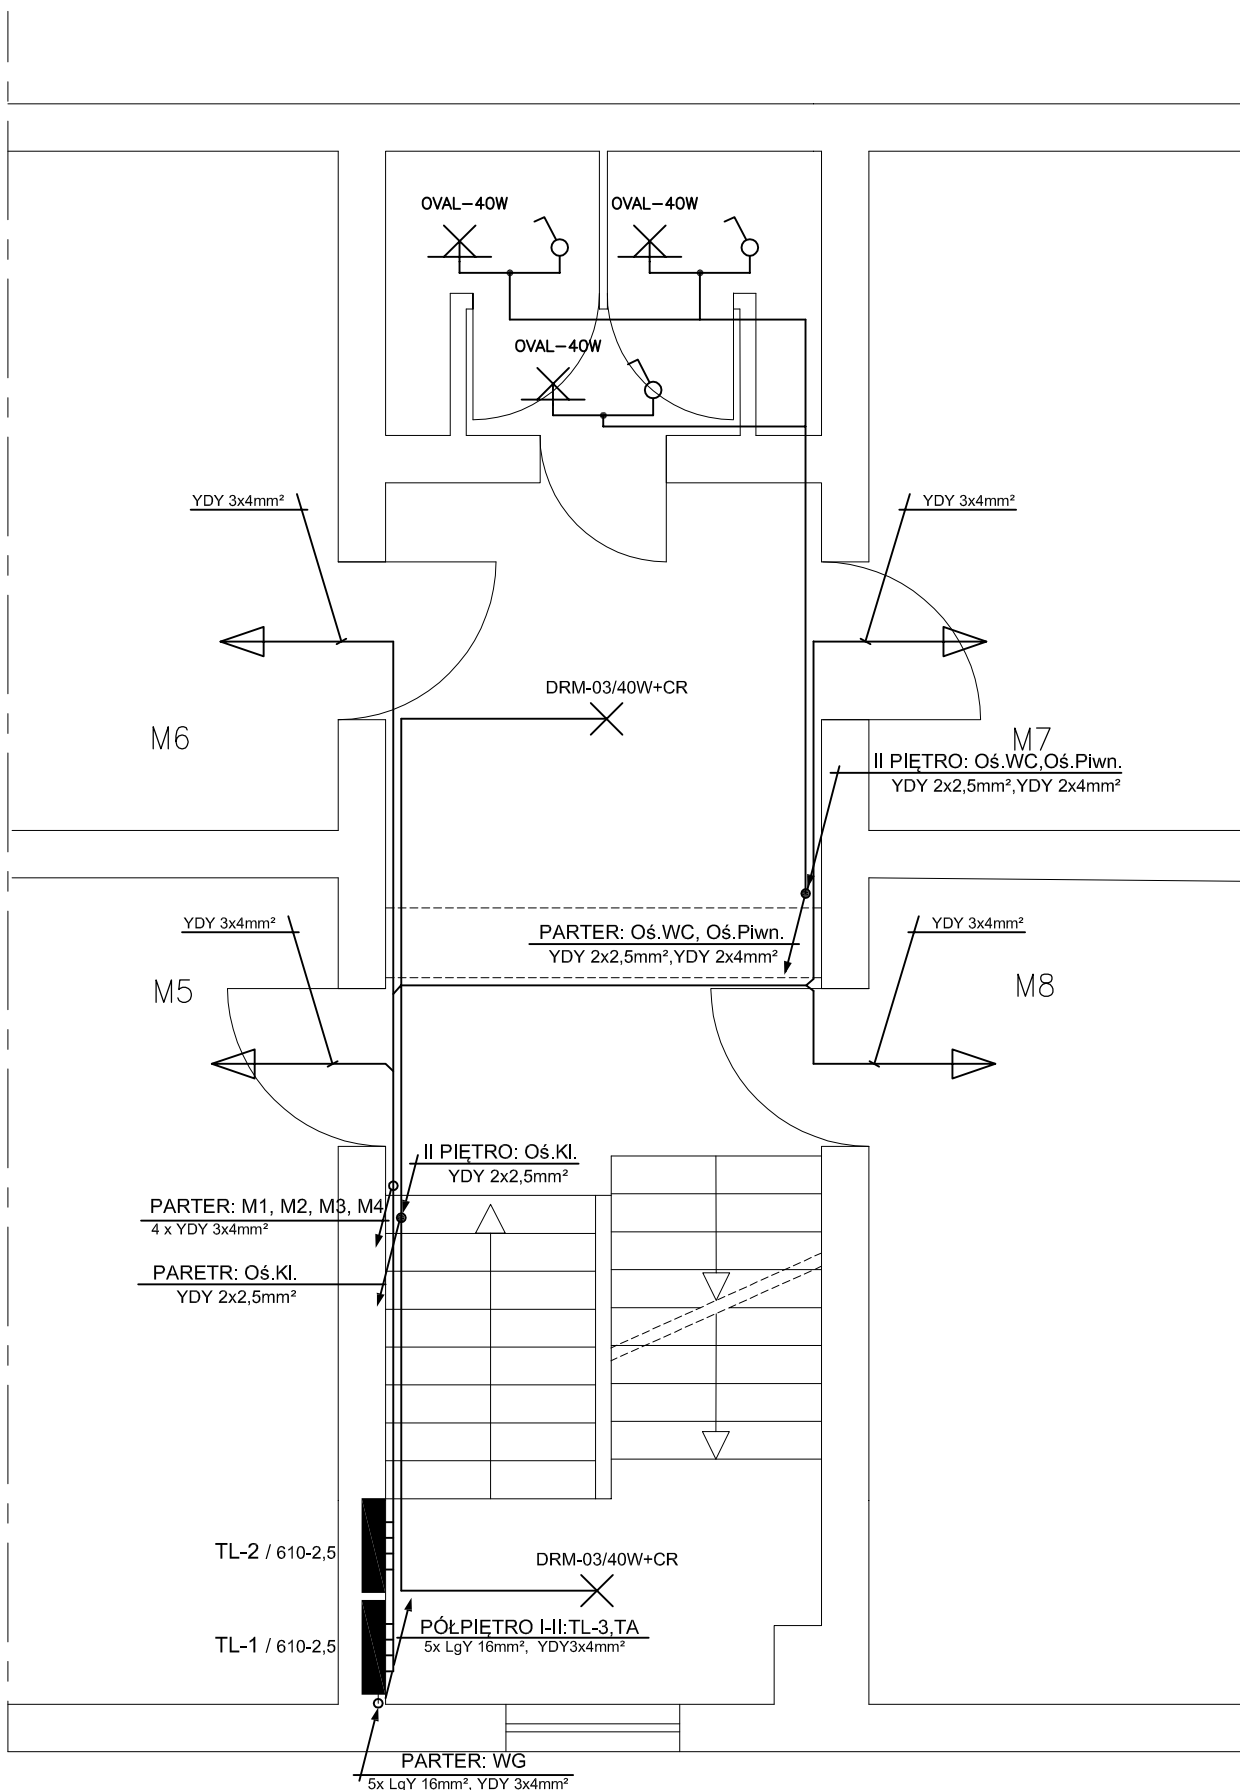 OVAL-40W
OVAL-40W
OVAL-40W
YDY 3x4mm²
YDY 3x4mm²
DRM-03/40W+CR
M6
M7
II PIĘTRO: Oś.WC,Oś.Piwn.
YDY 2x2,5mm²,YDY 2x4mm²
YDY 3x4mm²
PARTER: Oś.WC, Oś.Piwn.
YDY 2x2,5mm²,YDY 2x4mm²
YDY 3x4mm²
M5
M8
II PIĘTRO: Oś.Kl.
YDY 2x2,5mm²
PARTER: M1, M2, M3, M4
4 x YDY 3x4mm²
PARETR: Oś.Kl.
YDY 2x2,5mm²
TL-2 / 610-2,5
DRM-03/40W+CR
PÓŁPIĘTRO I-II:TL-3,TA
5x LgY 16mm², YDY3x4mm²
TL-1 / 610-2,5
PARTER: WG
5x LgY 16mm², YDY 3x4mm²